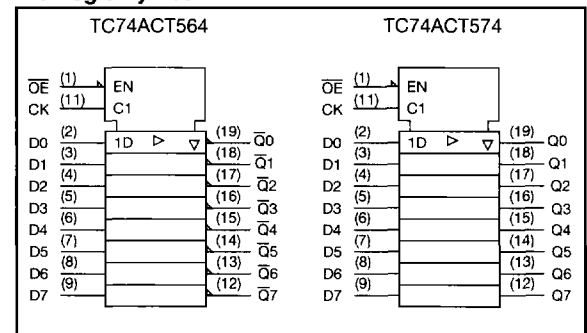 TC74ACT564 TC74ACT574
OE (1) EN OE (1) EN
CK (11) C1 CK (11) C1
D0 (2) 1D (19) Q0 D0 (2) 1D (19) Q0
D1 (3) (18) Q1 D1 (3) (18) Q1
D2 (4) (17) Q2 D2 (4) (17) Q2
D3 (5) (16) Q3 D3 (5) (16) Q3
D4 (6) (15) Q4 D4 (6) (15) Q4
D5 (7) (14) Q5 D5 (7) (14) Q5
D6 (8) (13) Q6 D6 (8) (13) Q6
D7 (9) (12) Q7 D7 (9) (12) Q7